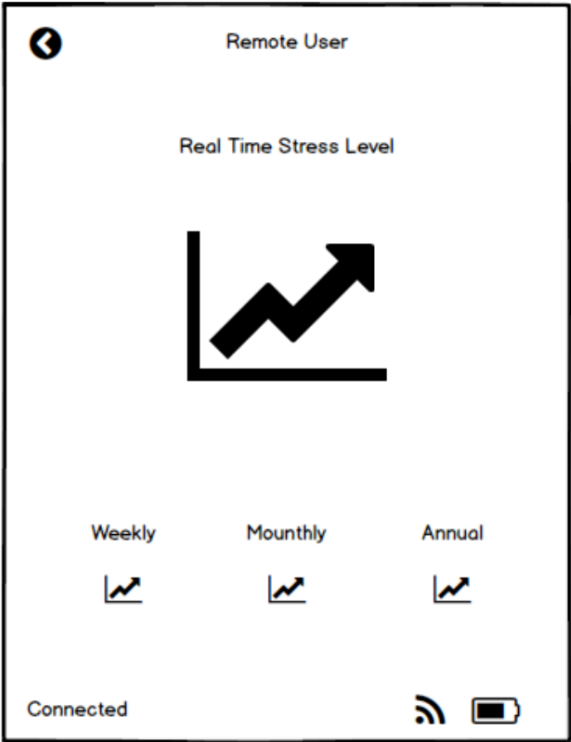 Remote User
Real Time Stress Level
Weekly Mounthly Annual
Connected